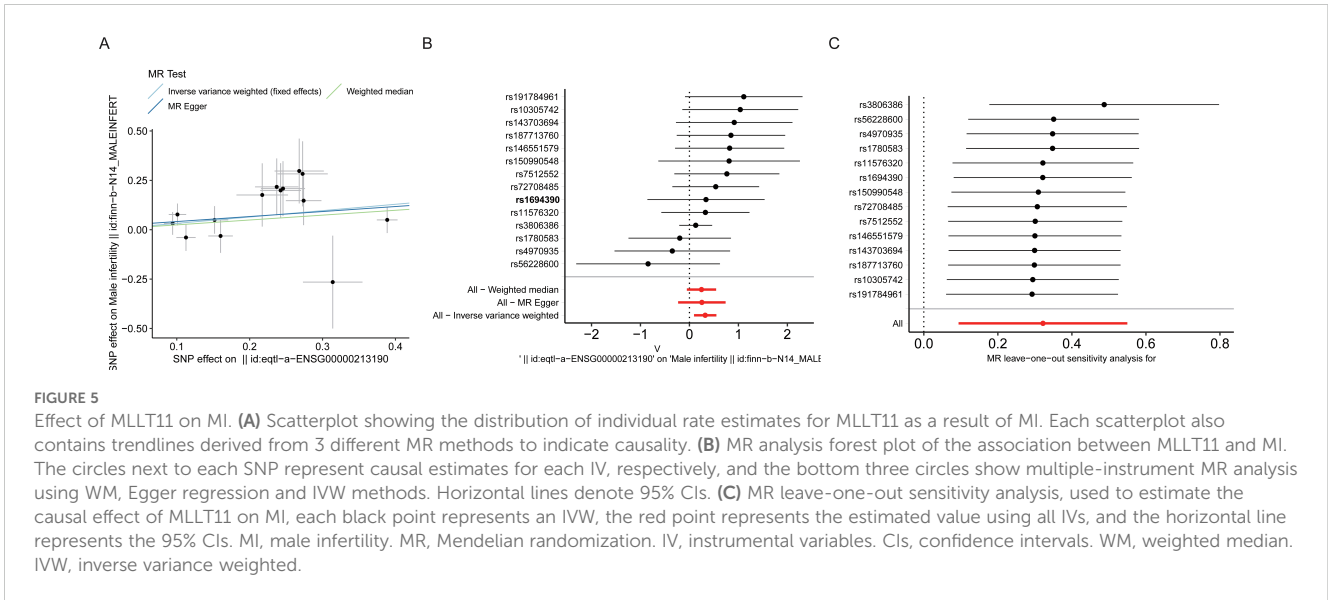 A
MR Test
Inverse variance weighted (fixed effects)
Weighted median
MR Egger
SNP effect on Male infertility || id:finn−b−N14_MALEINFERT
0.50
0.25
0.00
−0.25
−0.50
0.1
0.2
0.3
0.4
SNP effect on || id:eqtl−a−ENSG00000213190
B
rs191784961
rs10305742
rs143703694
rs187713760
rs146551579
rs150990548
rs7512552
rs72708485
rs1694390
rs11576320
rs3806386
rs1780583
rs4970935
rs56228600
All − Weighted median
All − MR Egger
All − Inverse variance weighted
−2
−1
0
1
2
V
' || id:eqtl−a−ENSG00000213190' on 'Male infertility || id:finn−b−N14_MALE
C
rs3806386
rs56228600
rs4970935
rs1780583
rs11576320
rs1694390
rs150990548
rs72708485
rs7512552
rs146551579
rs143703694
rs187713760
rs10305742
rs191784961
All
0.0
0.2
0.4
0.6
0.8
MR leave−one−out sensitivity analysis for
FIGURE 5
Effect of MLLT11 on MI. (A) Scatterplot showing the distribution of individual rate estimates for MLLT11 as a result of MI. Each scatterplot also
contains trendlines derived from 3 different MR methods to indicate causality. (B) MR analysis forest plot of the association between MLLT11 and MI.
The circles next to each SNP represent causal estimates for each IV, respectively, and the bottom three circles show multiple-instrument MR analysis
using WM, Egger regression and IVW methods. Horizontal lines denote 95% CIs. (C) MR leave-one-out sensitivity analysis, used to estimate the
causal effect of MLLT11 on MI, each black point represents an IVW, the red point represents the estimated value using all IVs, and the horizontal line
represents the 95% CIs. MI, male infertility. MR, Mendelian randomization. IV, instrumental variables. CIs, confidence intervals. WM, weighted median.
IVW, inverse variance weighted.